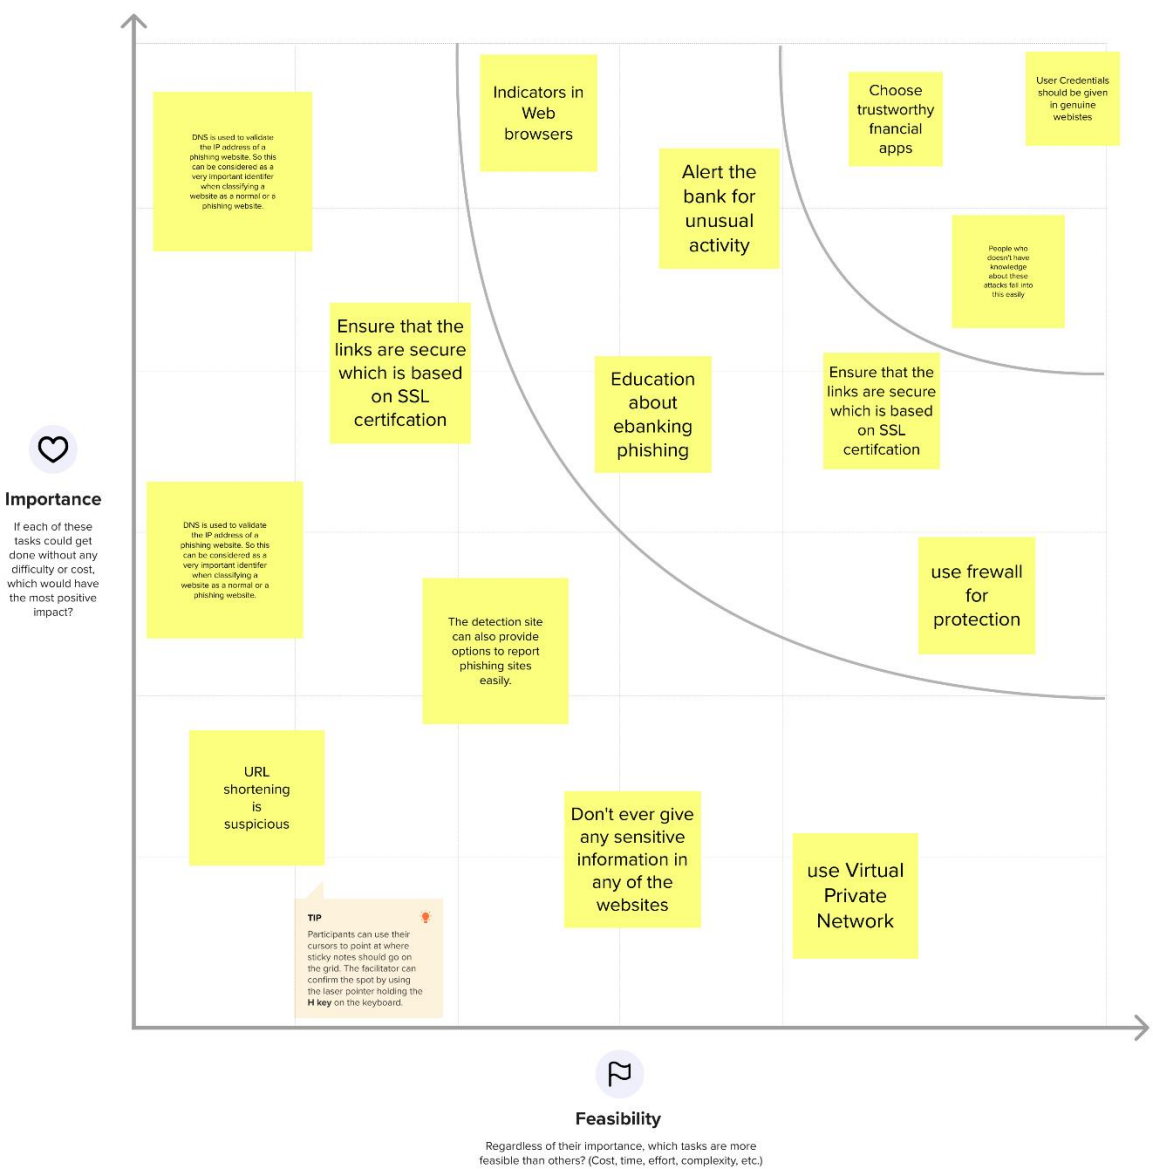 DNS is used to validate
the IP address of a
phishing website. So this
can be considered as a
very important identifer
when classifying a
website as a normal or a
phishing website.
Indicators in
Web
browsers
Alert the
bank for
unusual
activity
Choose
trustworthy
fnancial
apps
User Credentials
should be given
in genuine
webistes
People who
doesn't have
knowledge
about these
attacks fall into
this easily
Ensure that the
links are secure
which is based
on SSL
certifcation
Education
about
ebanking
phishing
Ensure that the
links are secure
which is based
on SSL
certifcation
Importance
If each of these
tasks could get
done without any
difficulty or cost,
which would have
the most positive
impact?
DNS is used to validate
the IP address of a
phishing website. So this
can be considered as a
very important identifer
when classifying a
website as a normal or a
phishing website.
The detection site
can also provide
options to report
phishing sites
easily.
use frewall
for
protection
URL
shortening
is
suspicious
Don't ever give
any sensitive
information in
any of the
websites
use Virtual
Private
Network
TIP
Participants can use their
cursors to point at where
sticky notes should go on
the grid. The facilitator can
confirm the spot by using
the laser pointer holding the
H key on the keyboard.
Feasibility
Regardless of their importance, which tasks are more
feasible than others? (Cost, time, effort, complexity, etc.)